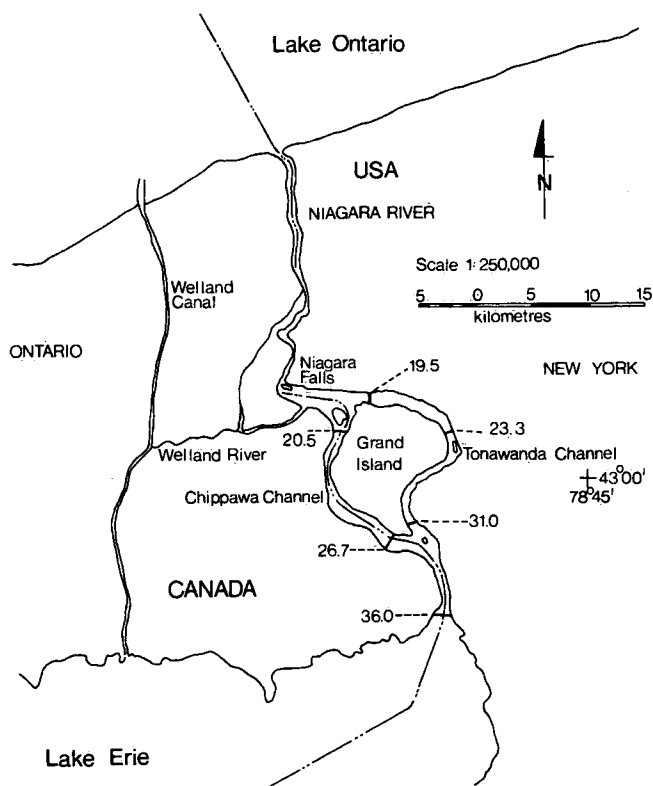 Lake Ontario
USA
N
NIAGARA RIVER
Scale 1:250,000
5 0 5 10 15
kilometres
Welland
Canal
ONTARIO
Niagara
Falls
19.5
NEW YORK
20.5
Grand
Island
23.3
Welland River
Tonawanda Channel
43°00'
78°45'
Chippawa Channel
31.0
26.7
CANADA
36.0
Lake Erie